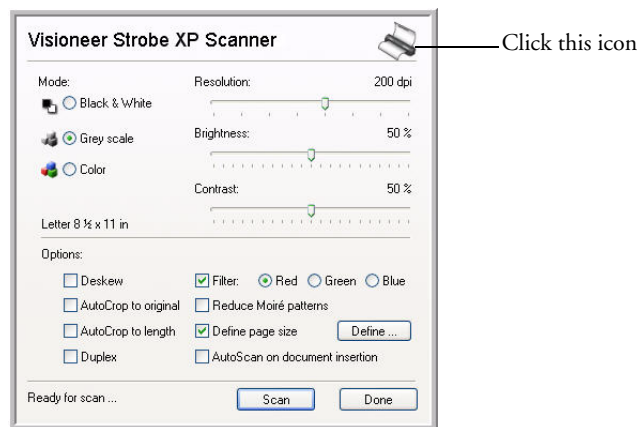 Visioneer Strobe XP Scanner
Click this icon
Mode:
Resolution: 200 dpi
Black & White
Brightness: 50 %
Grey scale
Color
Contrast: 50 %
Letter 8 ½ x 11 in
Options:
Deskew Filter: Red Green Blue
AutoCrop to original Reduce Moiré patterns
AutoCrop to length Define page size Define ...
Duplex AutoScan on document insertion
Ready for scan ... Scan Done